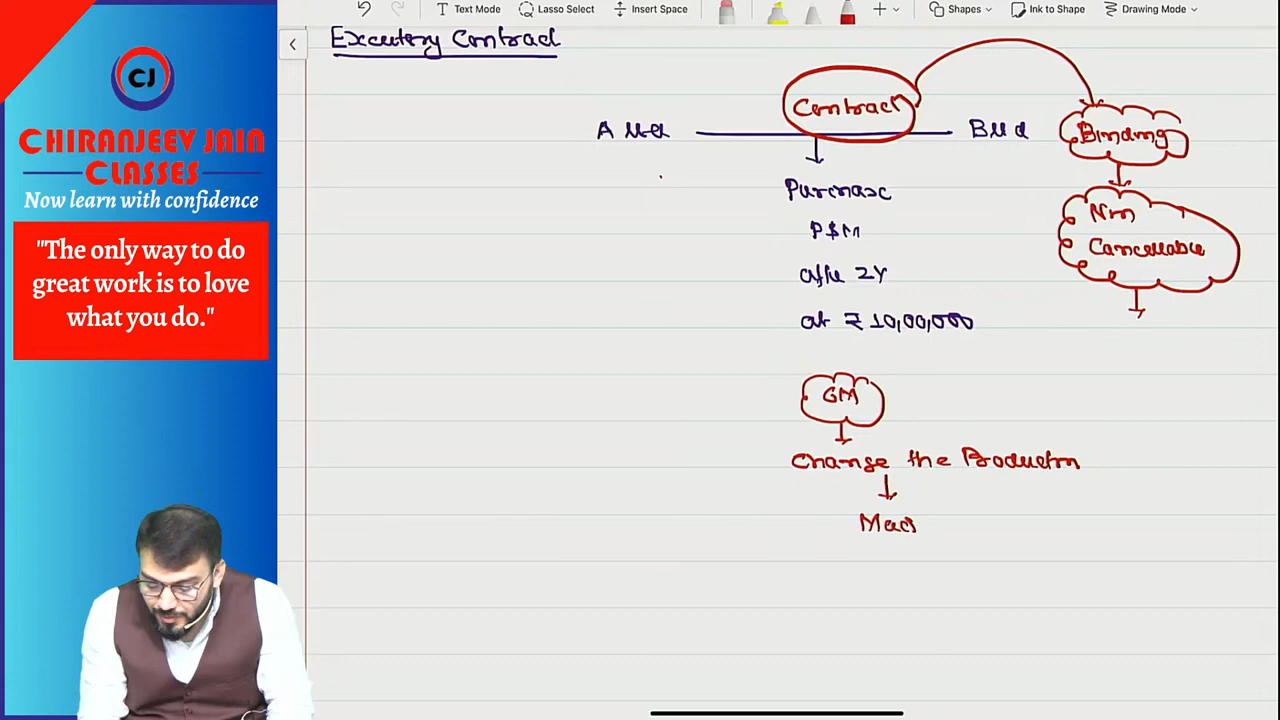 Text Mode
Lasso Select
Insert Space
Shapes
Ink to Shape
Drawing Mode
CJ
CHIRANJEEV JAIN
CLASSES
Now learn with confidence
"The only way to do
great work is to love
what you do."
Executory Contract
A Ltd
Contract
B Ltd
Binding
Purchase
P&M
after 2Y
at ₹10,00,000
Non
Cancellable
GM
Change the Production
Mach